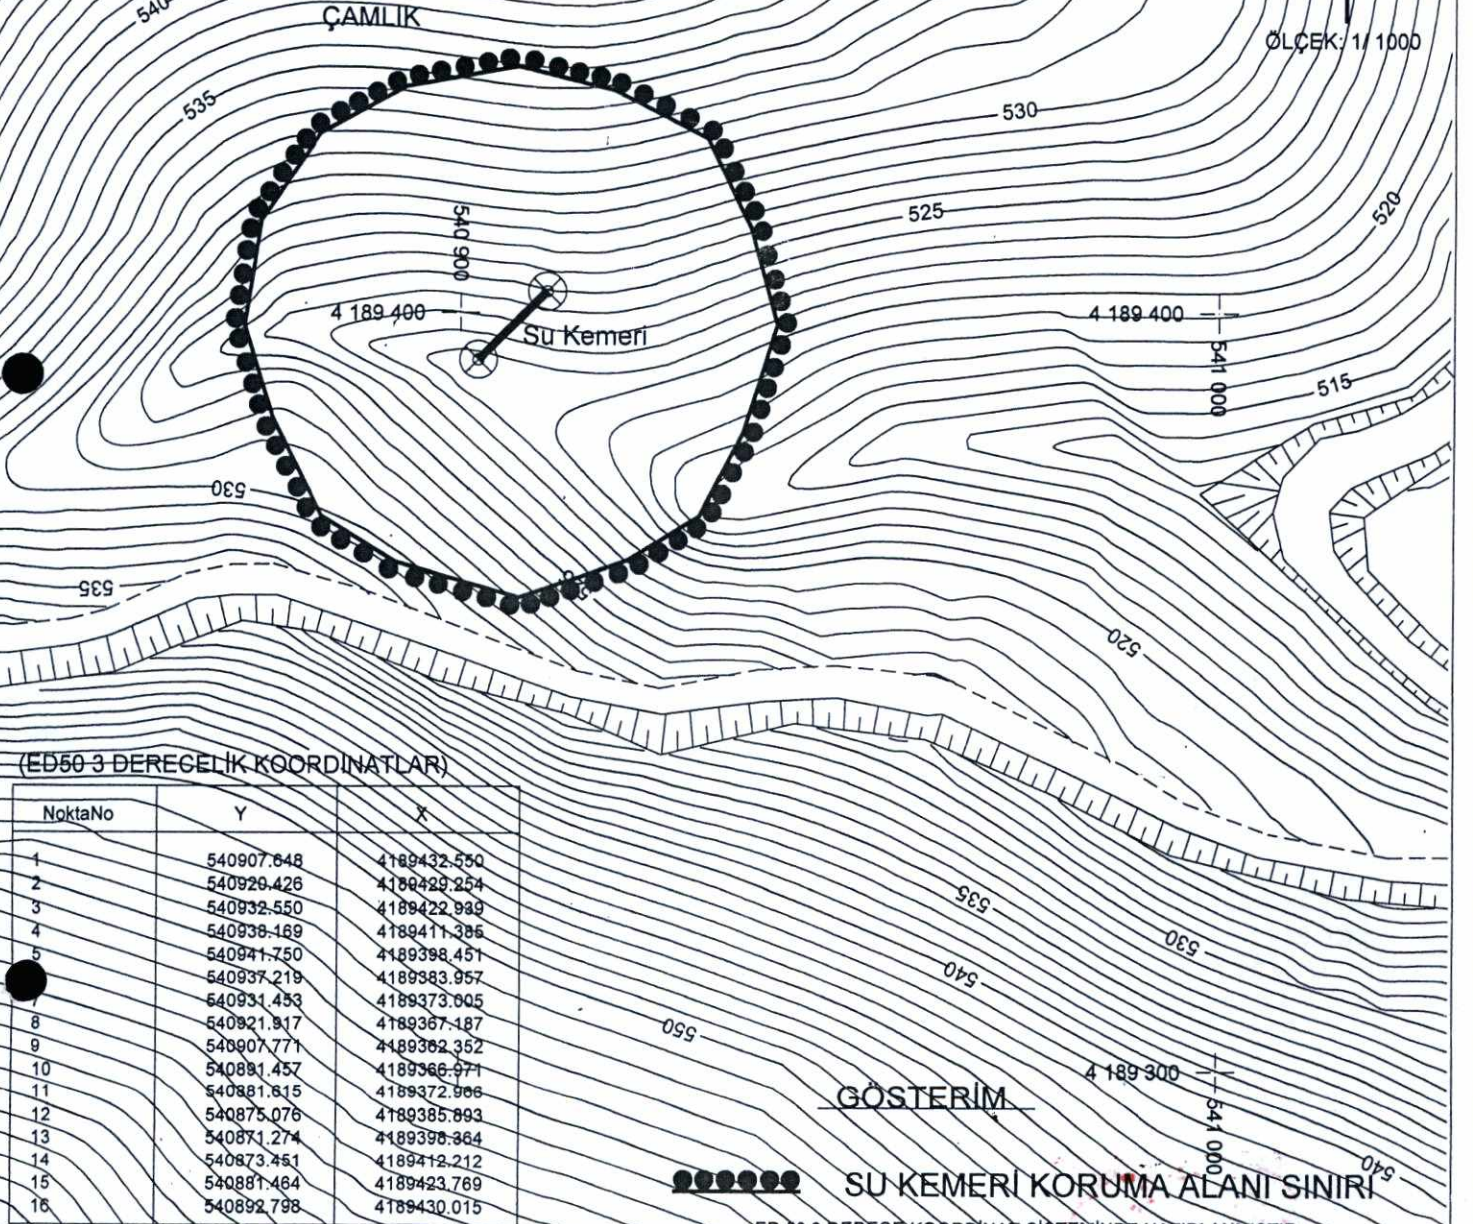 540
ÇAMLIK
ÖLÇEK: 1/ 1000
535
530
525
520
540 900
4 189 400
Su Kemeri
4 189 400
541 000
515
530
535
525
520
(ED50 3 DERECELİK KOORDİNATLAR)
NoktaNo Y X
1 540907.648 4189432.550
2 540920.426 4189429.254
3 540932.550 4189422.939
4 540938.169 4189411.385
5 540941.750 4189398.451
540937.219 4189383.957
7 540931.453 4189373.005
8 540921.917 4189367.187
9 540907.771 4189362.352
10 540891.457 4189366.971
11 540881.615 4189372.966
12 540875.076 4189385.893
13 540871.274 4189398.364
14 540873.451 4189412.212
15 540881.464 4189423.769
16 540892.798 4189430.015
535
530
540
550
4 189 300
541 000
540
GÖSTERİM
SU KEMERİ KORUMA ALANI SINIRI